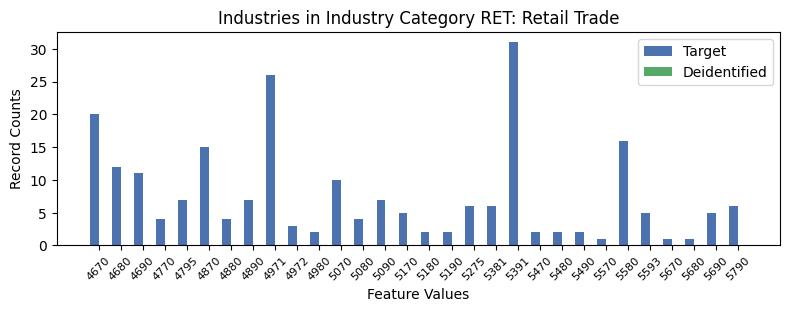 Industries in Industry Category RET: Retail Trade
Target
Deidentified
Record Counts
30
25
20
15
10
5
0
4670 4680 4690 4770 4795 4870 4880 4890 4971 4972 4980 5070 5080 5090 5170 5180 5190 5275 5381 5391 5470 5480 5490 5570 5580 5593 5670 5680 5690 5790
Feature Values